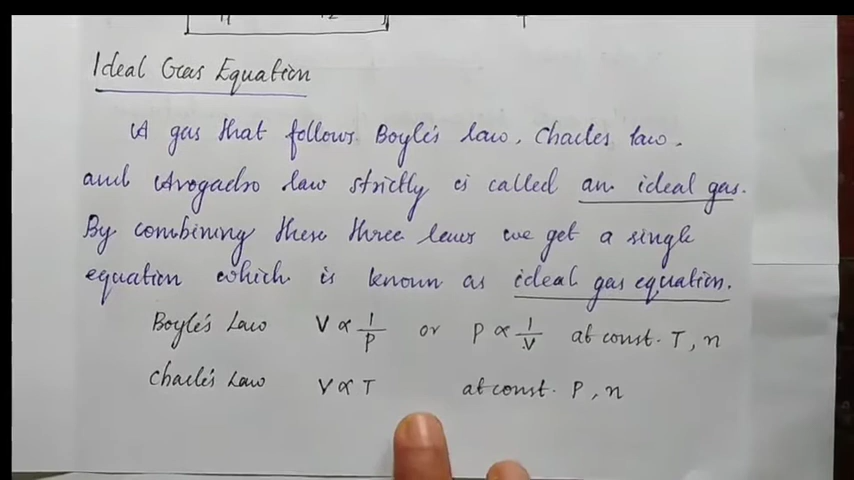 Ideal Gas Equation
A gas that follows Boyle's law, Charles law,
and Avogadro law strictly is called an ideal gas.
By combining these three laws we get a single
equation which is known as ideal gas equation.
Boyle's Law V ∝ 1/P or P ∝ 1/V at const. T, n
Charle's Law V ∝ T at const. P, n